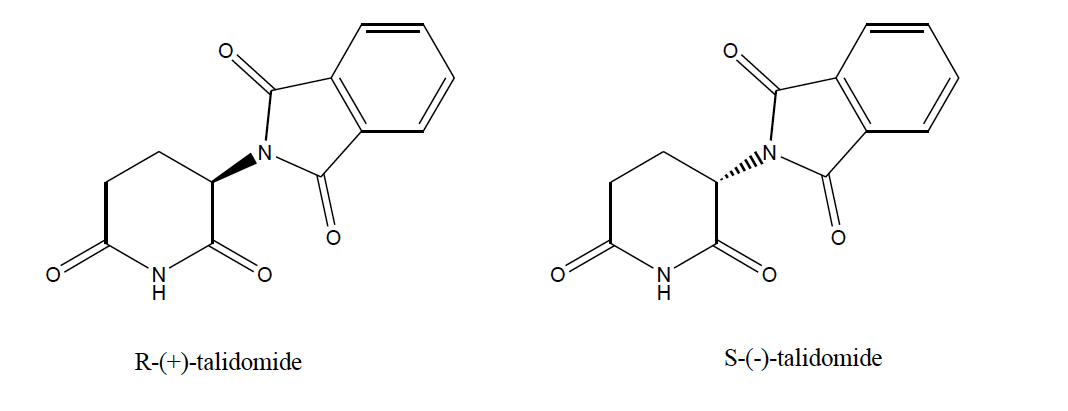 O O
N N
O O
O N H O O N H O
R-(+)-talidomide S-(-)-talidomide